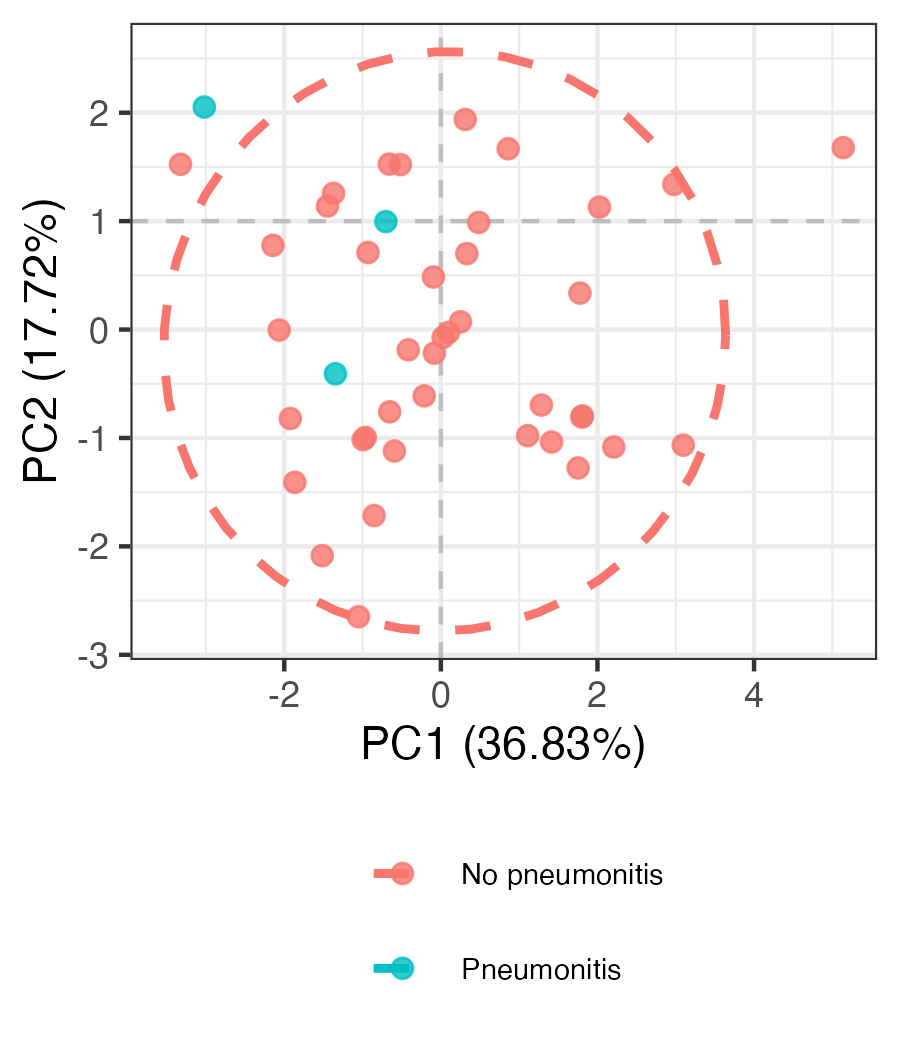 PC2 (17.72%)
2
1
0
-1
-2
-3
-2
0
2
4
PC1 (36.83%)
No pneumonitis
Pneumonitis